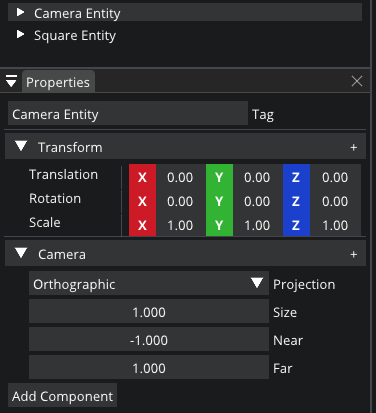 Camera Entity
Square Entity
Properties
Camera Entity Tag
Transform +
Translation X 0.00 Y 0.00 Z 0.00
Rotation X 0.00 Y 0.00 Z 0.00
Scale X 1.00 Y 1.00 Z 1.00
Camera +
Orthographic Projection
1.000 Size
-1.000 Near
1.000 Far
Add Component